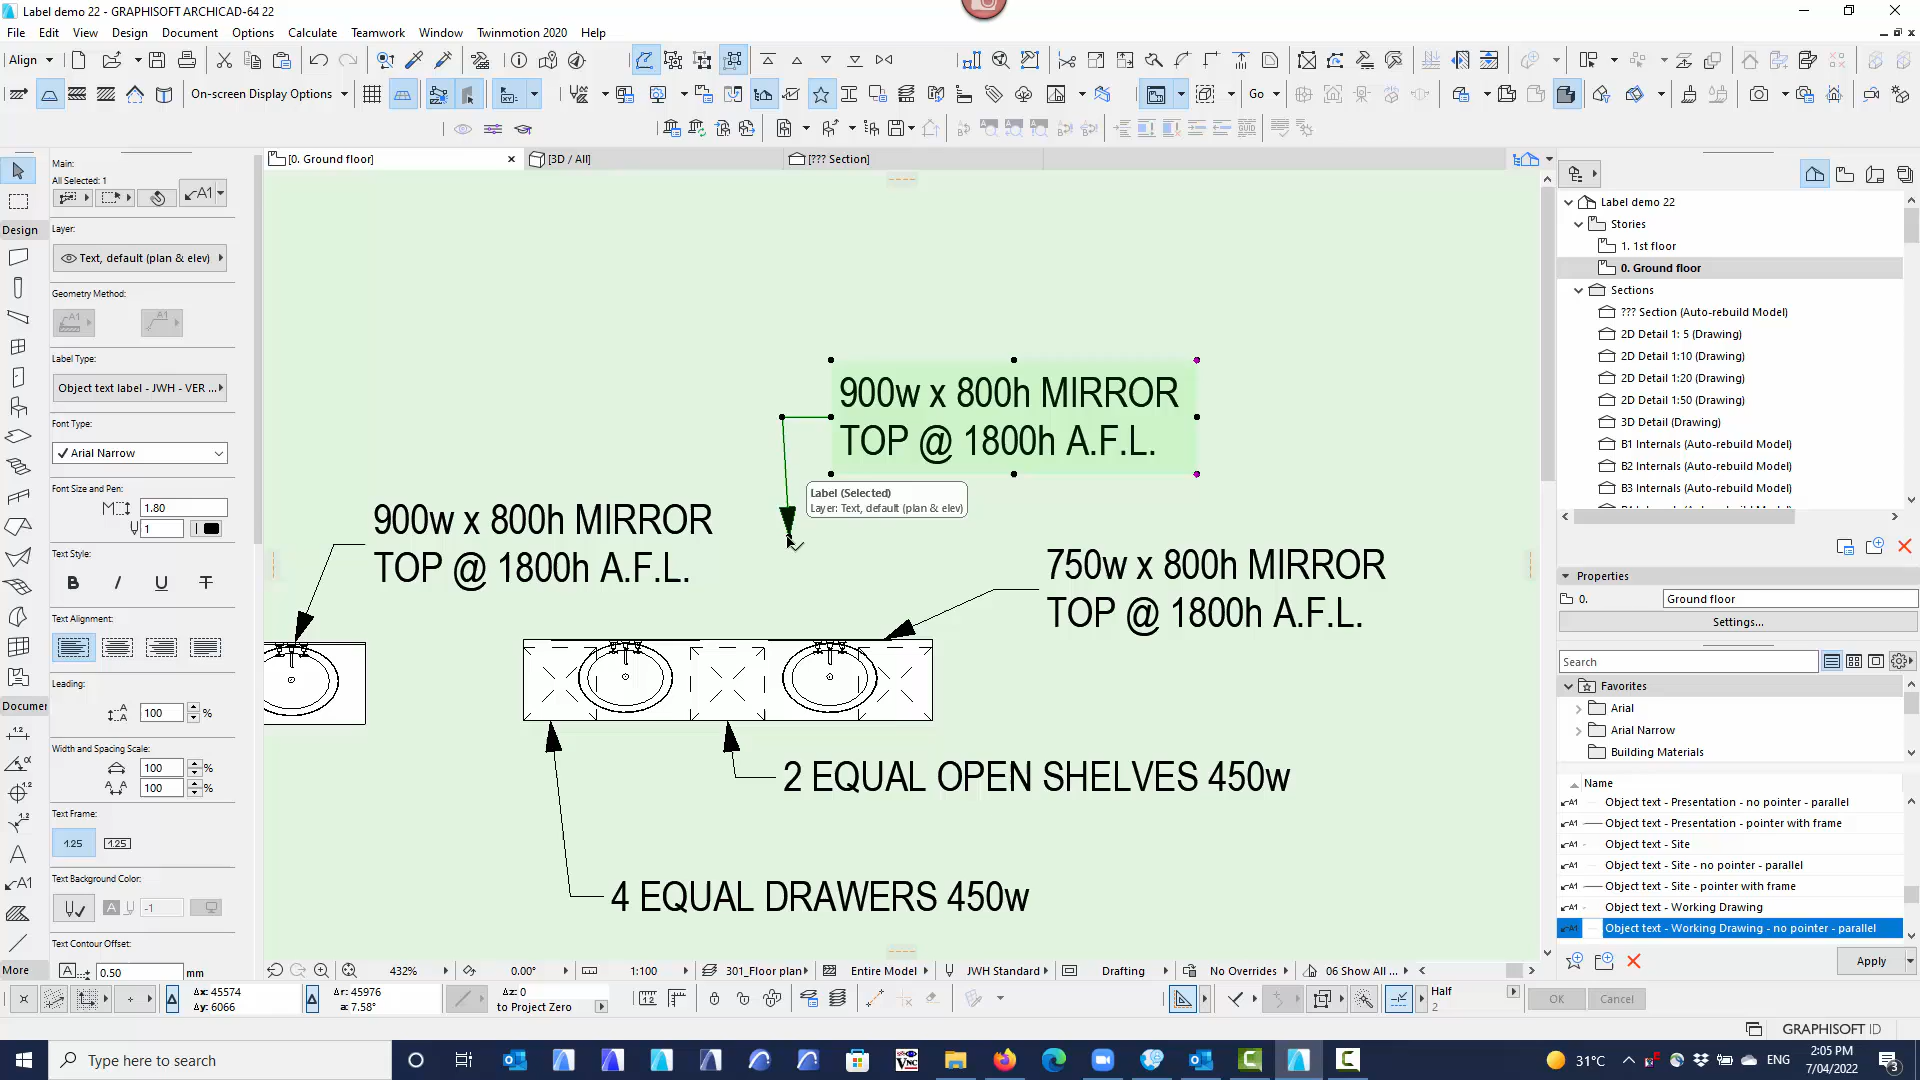 Label demo 22 - GRAPHISOFT ARCHICAD-64 22
File Edit View Design Document Options Calculate Teamwork Window Twinmotion 2020 Help
Align
On-screen Display Options
Go
[0. Ground floor]
[3D / All]
[??? Section]
Main:
All Selected: 1
A1
Layer:
Text, default (plan & elev)
Geometry Method:
Label Type:
Object text label - JWH - VER ...
Font Type:
Arial Narrow
Font Size and Pen:
1.80
1
Text Style:
B I U T
Text Alignment:
Leading:
100 %
Width and Spacing Scale:
100 %
100 %
Text Frame:
1.25 1.25
Text Background Color:
-1
Text Contour Offset:
0.50 mm
Design
Documer
More
900w x 800h MIRROR
TOP @ 1800h A.F.L.
Label (Selected)
Layer: Text, default (plan & elev)
900w x 800h MIRROR
TOP @ 1800h A.F.L.
750w x 800h MIRROR
TOP @ 1800h A.F.L.
2 EQUAL OPEN SHELVES 450w
4 EQUAL DRAWERS 450w
Label demo 22
Stories
1. 1st floor
0. Ground floor
Sections
??? Section (Auto-rebuild Model)
2D Detail 1: 5 (Drawing)
2D Detail 1:10 (Drawing)
2D Detail 1:20 (Drawing)
2D Detail 1:50 (Drawing)
3D Detail (Drawing)
B1 Internals (Auto-rebuild Model)
B2 Internals (Auto-rebuild Model)
B3 Internals (Auto-rebuild Model)
Properties
0. Ground floor
Settings...
Search
Favorites
Arial
Arial Narrow
Building Materials
Name
Object text - Presentation - no pointer - parallel
Object text - Presentation - pointer with frame
Object text - Site
Object text - Site - no pointer - parallel
Object text - Site - pointer with frame
Object text - Working Drawing
Object text - Working Drawing - no pointer - parallel
Apply
432% 0.00° 1:100 301_Floor plan Entire Model JWH Standard Drafting No Overrides 06 Show All ...
Δx: 45574
Δy: 6066
Δr: 45976
a: 7.58°
Δz: 0
to Project Zero
Half
2
OK Cancel
GRAPHISOFT ID
Type here to search
31°C
ENG
2:05 PM
7/04/2022
3